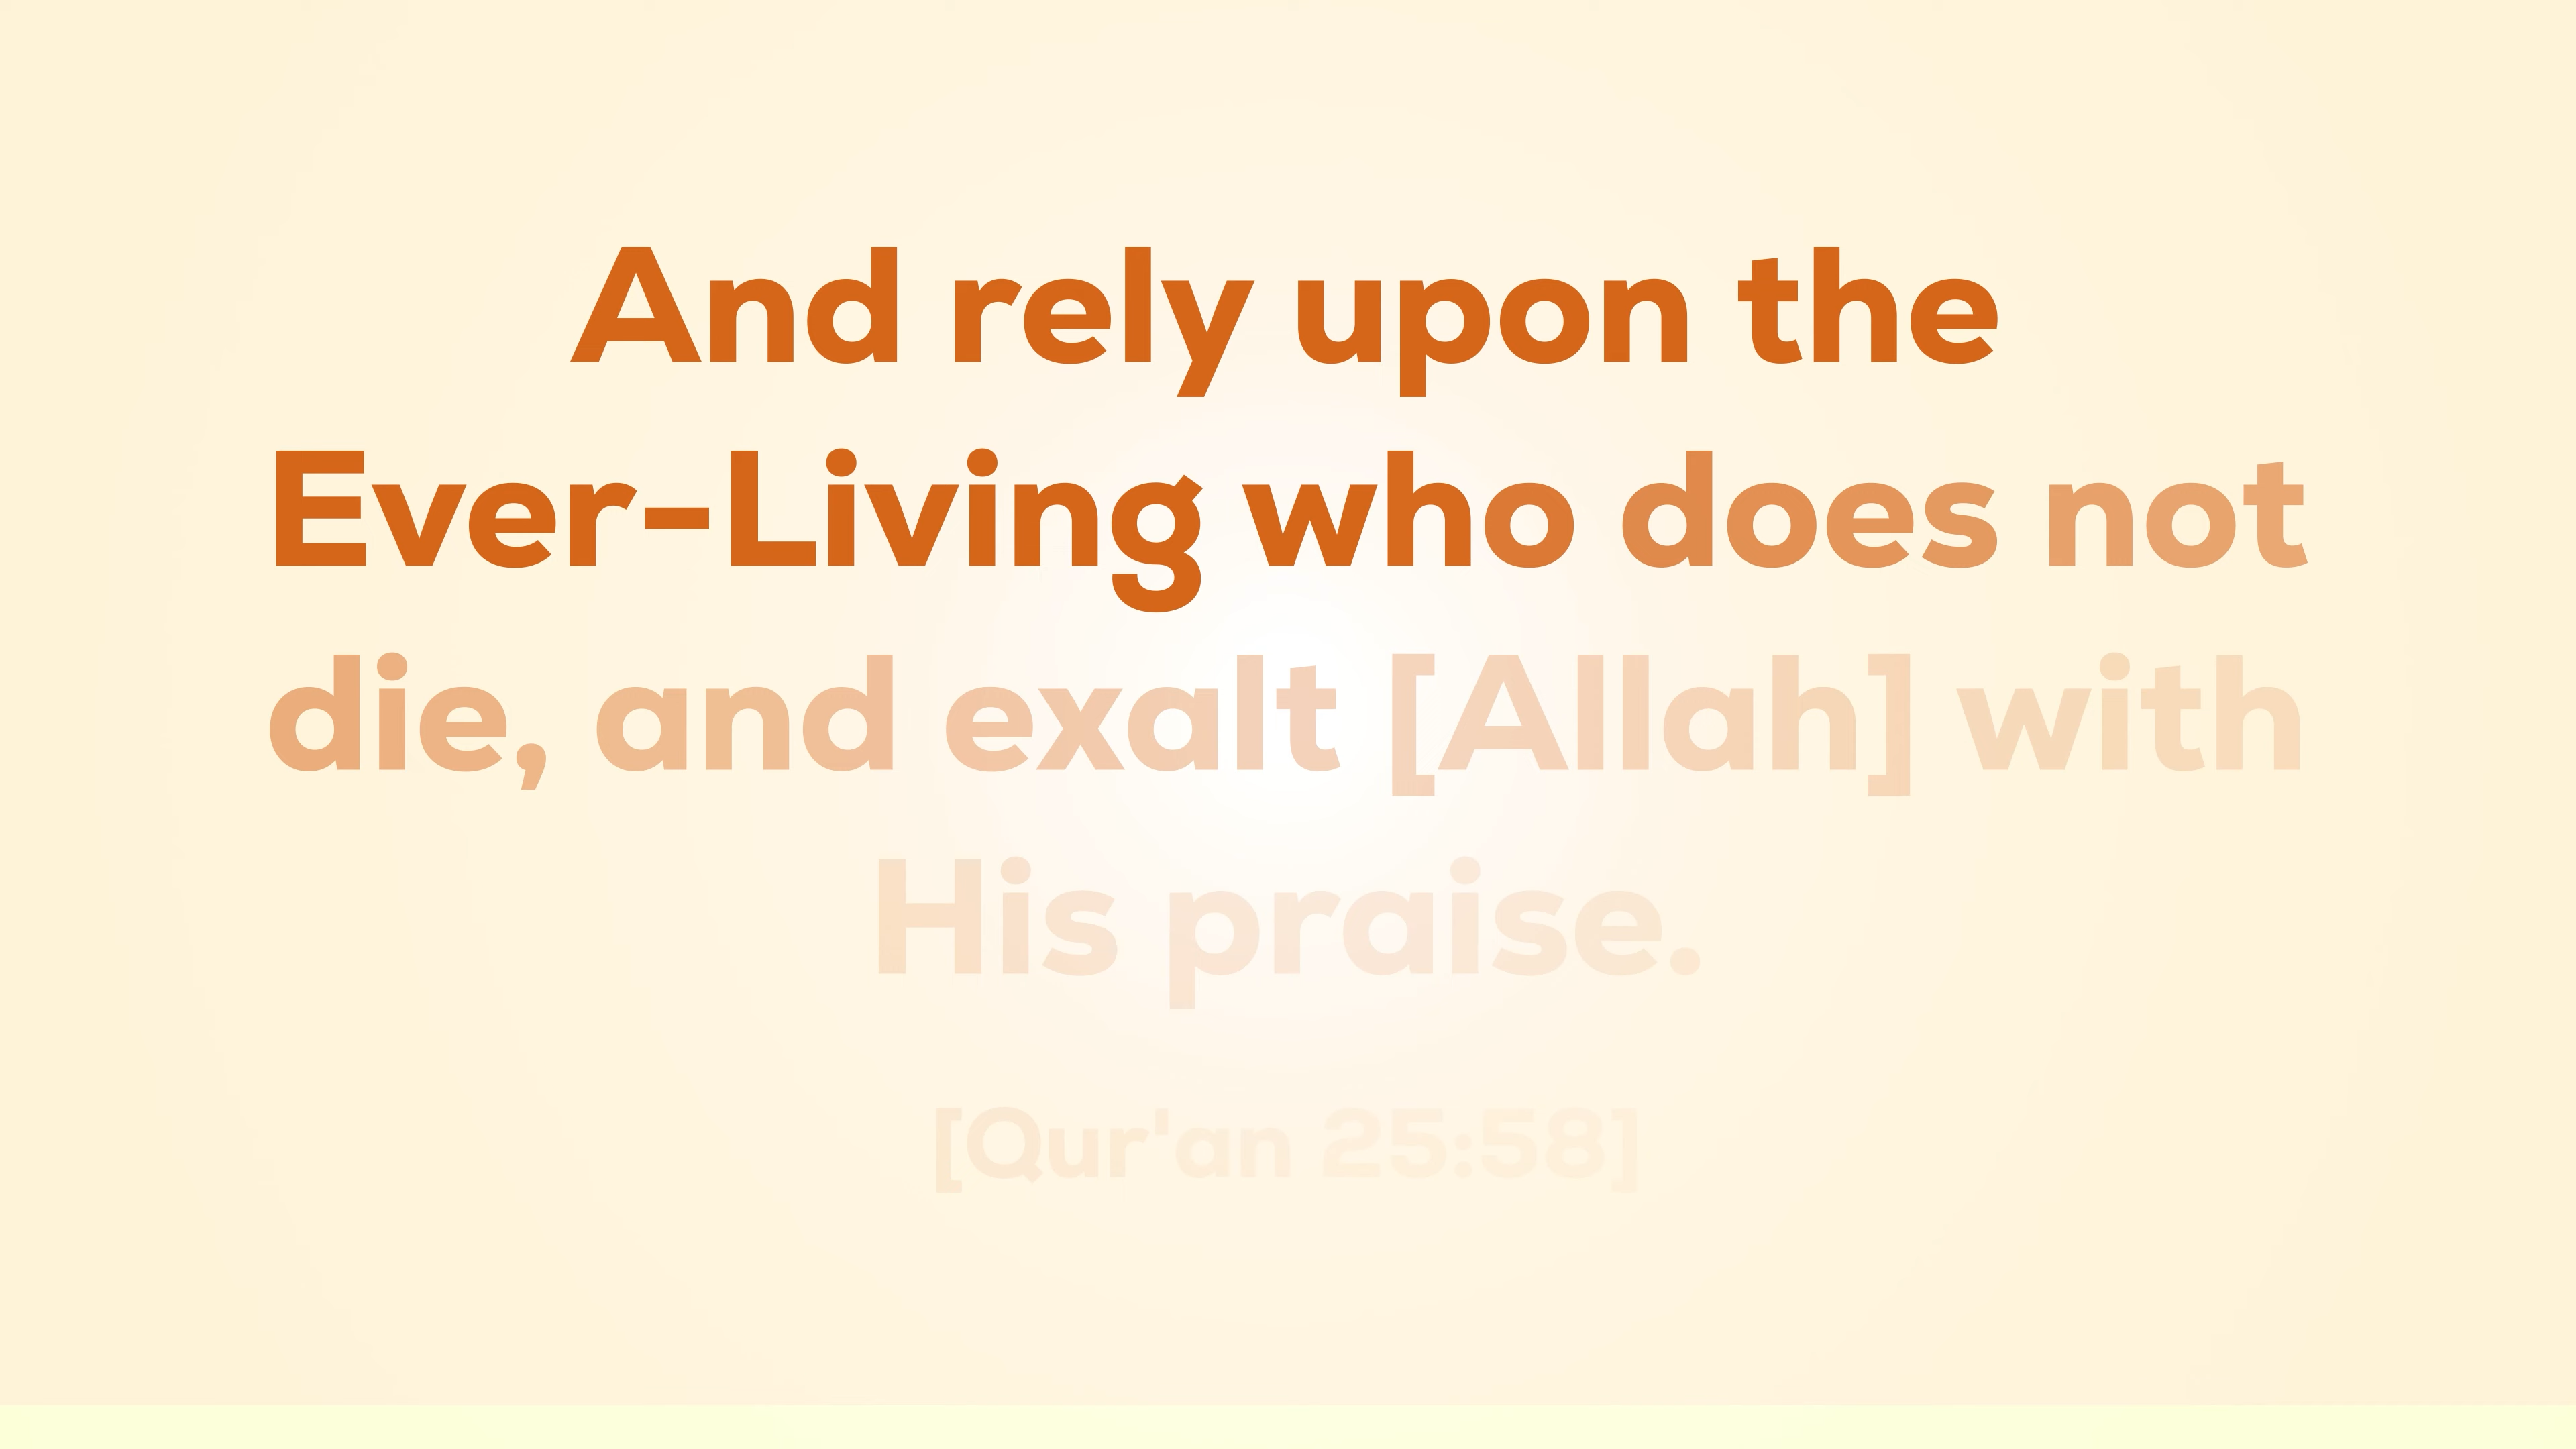 And rely upon the
Ever-Living who does not
die, and exalt [Allah] with
His praise.
[Qur'an 25:58]